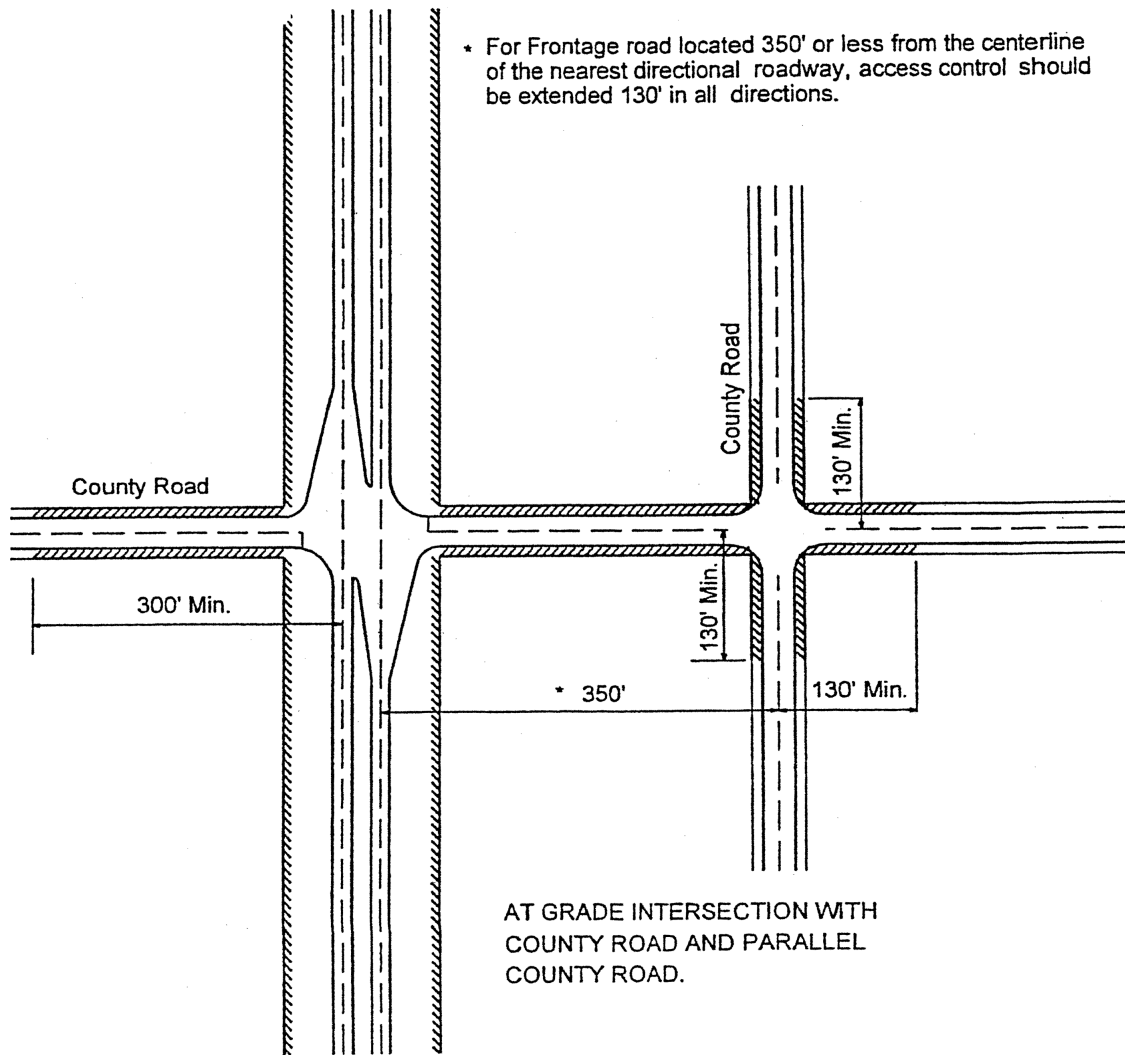 * For Frontage road located 350' or less from the centerline
of the nearest directional roadway, access control should
be extended 130' in all directions.
County Road
130' Min.
County Road
300' Min.
130' Min.
* 350'
130' Min.
AT GRADE INTERSECTION WITH
COUNTY ROAD AND PARALLEL
COUNTY ROAD.